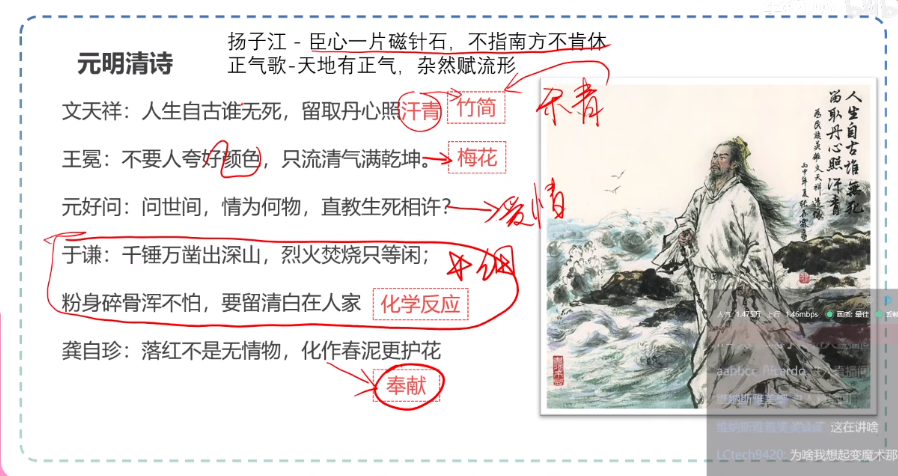 扬子江 - 臣心一片磁针石，不指南方不肯休
元明清诗
正气歌-天地有正气，杂然赋流形
文天祥：人生自古谁无死，留取丹心照汗青 竹简
王冕：不要人夸好颜色，只流清气满乾坤。 梅花
元好问：问世间，情为何物，直教生死相许？ 爱情
于谦：千锤万凿出深山，烈火焚烧只等闲；
粉身碎骨浑不怕，要留清白在人家 化学反应
龚自珍：落红不是无情物，化作春泥更护花
奉献
人生自古谁無死
留取丹心照汗青
1.46mbps
aabbcc_Ricardo 进入直播间
这在讲啥
LCtech9420 为啥我想起变魔术那